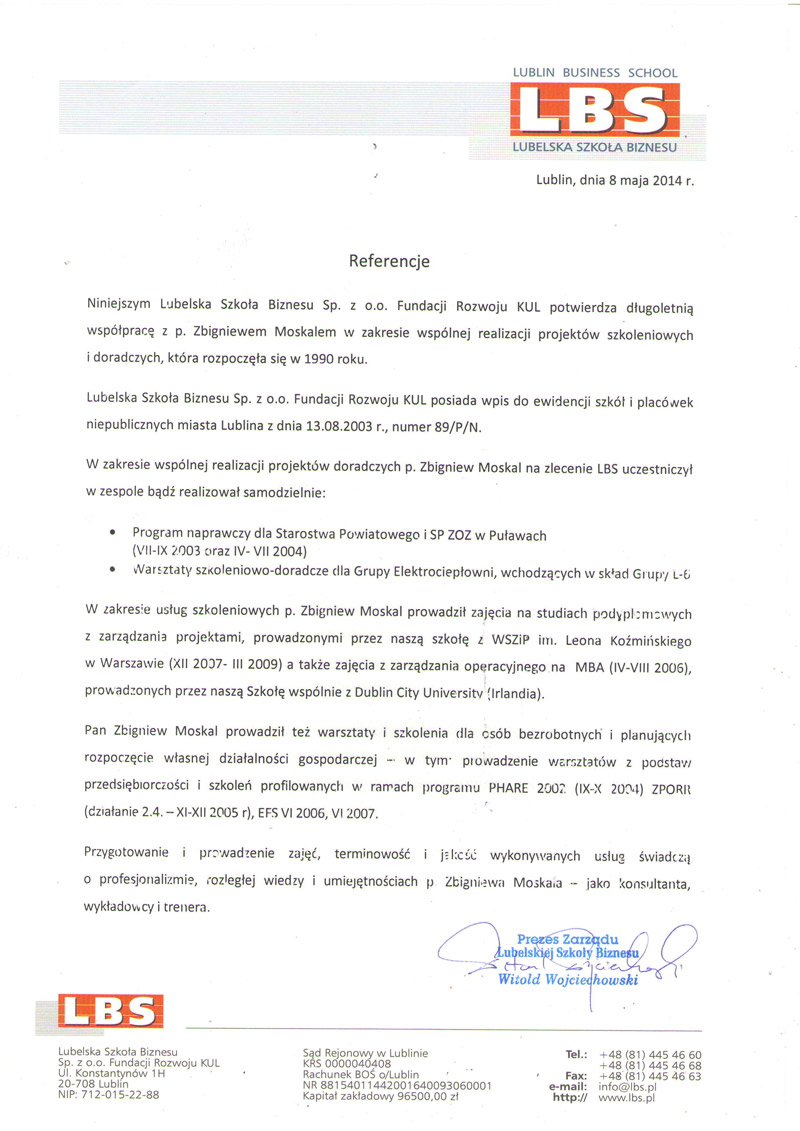 LUBLIN BUSINESS SCHOOL
LBS
LUBELSKA SZKOŁA BIZNESU
Lublin, dnia 8 maja 2014 r.
Referencje
Niniejszym Lubelska Szkoła Biznesu Sp. z o.o. Fundacji Rozwoju KUL potwierdza długoletnią
współpracę z p. Zbigniewem Moskalem w zakresie wspólnej realizacji projektów szkoleniowych
i doradczych, która rozpoczęła się w 1990 roku.
Lubelska Szkoła Biznesu Sp. z o.o. Fundacji Rozwoju KUL posiada wpis do ewidencji szkół i placówek
niepublicznych miasta Lublina z dnia 13.08.2003 r., numer 89/P/N.
W zakresie wspólnej realizacji projektów doradczych p. Zbigniew Moskal na zlecenie LBS uczestniczył
w zespole bądź realizował samodzielnie:
• Program naprawczy dla Starostwa Powiatowego i SP ZOZ w Puławach
(VII-IX 2003 oraz IV- VII 2004)
• Warsztaty szkoleniowo-doradcze dla Grupy Elektrociepłowni, wchodzących w skład Grupy L-6
W zakresie usług szkoleniowych p. Zbigniew Moskal prowadził zajęcia na studiach podyplomowych
z zarządzania projektami, prowadzonymi przez naszą szkołę z WSZiP im. Leona Koźmińskiego
w Warszawie (XII 2007- III 2009) a także zajęcia z zarządzania operacyjnego na MBA (IV-VIII 2006),
prowadzonych przez naszą Szkołę wspólnie z Dublin City University (Irlandia).
Pan Zbigniew Moskal prowadził też warsztaty i szkolenia dla osób bezrobotnych i planujących
rozpoczęcie własnej działalności gospodarczej – w tym prowadzenie warsztatów z podstaw
przedsiębiorczości i szkoleń profilowanych w ramach programu PHARE 2002 (IX-X 2004) ZPORR
(działanie 2.4. – XI-XII 2005 r), EFS VI 2006, VI 2007.
Przygotowanie i prowadzenie zajęć, terminowość i jakość wykonywanych usług świadczą
o profesjonalizmie, rozległej wiedzy i umiejętnościach p. Zbigniewa Moskala – jako konsultanta,
wykładowcy i trenera.
Prezes Zarządu
Lubelskiej Szkoły Biznesu
Witold Wojciechowski
LBS
Lubelska Szkoła Biznesu
Sp. z o.o. Fundacji Rozwoju KUL
Ul. Konstantynów 1H
20-708 Lublin
NIP: 712-015-22-88
Sąd Rejonowy w Lublinie
KRS 0000040408
Rachunek BOŚ o/Lublin
NR 88154011442001640093060001
Kapitał zakładowy 96500,00 zł
Tel.: +48 (81) 445 46 60
+48 (81) 445 46 68
Fax: +48 (81) 445 46 63
e-mail: info@lbs.pl
http:// www.lbs.pl